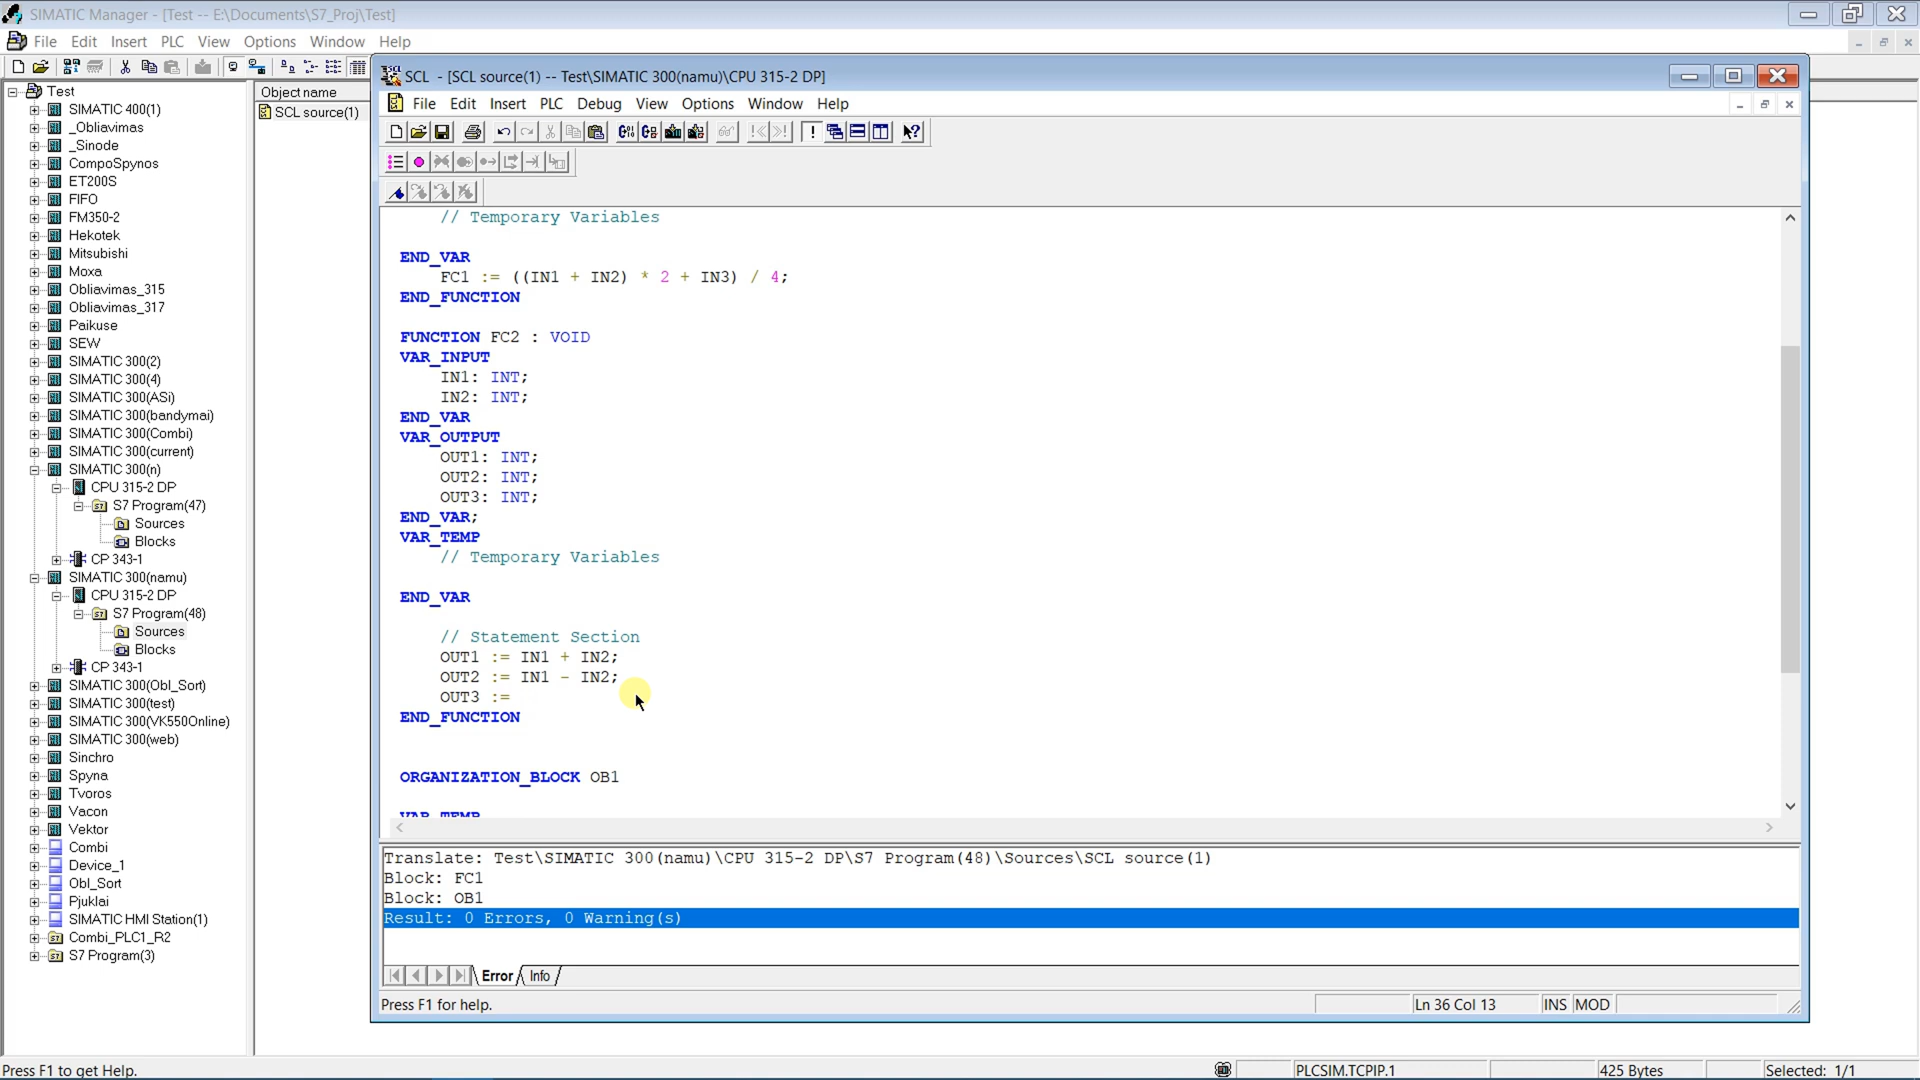 SIMATIC Manager - [Test -- E:\Documents\S7_Proj\Test]
File Edit Insert PLC View Options Window Help
Test
SIMATIC 400(1)
_Obliavimas
_Sinode
CompoSpynos
ET200S
FIFO
FM350-2
Hekotek
Mitsubishi
Moxa
Obliavimas_315
Obliavimas_317
Paikuse
SEW
SIMATIC 300(2)
SIMATIC 300(4)
SIMATIC 300(ASi)
SIMATIC 300(bandymai)
SIMATIC 300(Combi)
SIMATIC 300(current)
SIMATIC 300(n)
CPU 315-2 DP
S7 Program(47)
Sources
Blocks
CP 343-1
SIMATIC 300(namu)
CPU 315-2 DP
S7 Program(48)
Sources
Blocks
CP 343-1
SIMATIC 300(Obl_Sort)
SIMATIC 300(test)
SIMATIC 300(VK550Online)
SIMATIC 300(web)
Sinchro
Spyna
Tvoros
Vacon
Vektor
Combi
Device_1
Obl_Sort
Pjuklai
SIMATIC HMI Station(1)
Combi_PLC1_R2
S7 Program(3)
Object name
SCL source(1)
SCL - [SCL source(1) -- Test\SIMATIC 300(namu)\CPU 315-2 DP]
File Edit Insert PLC Debug View Options Window Help
// Temporary Variables
END_VAR
FC1 := ((IN1 + IN2) * 2 + IN3) / 4;
END_FUNCTION
FUNCTION FC2 : VOID
VAR_INPUT
IN1: INT;
IN2: INT;
END_VAR
VAR_OUTPUT
OUT1: INT;
OUT2: INT;
OUT3: INT;
END_VAR;
VAR_TEMP
// Temporary Variables
END_VAR
// Statement Section
OUT1 := IN1 + IN2;
OUT2 := IN1 - IN2;
OUT3 :=
END_FUNCTION
ORGANIZATION_BLOCK OB1
VAR_TEMP
Translate: Test\SIMATIC 300(namu)\CPU 315-2 DP\S7 Program(48)\Sources\SCL source(1)
Block: FC1
Block: OB1
Result: 0 Errors, 0 Warning(s)
Error Info
Press F1 for help.
Ln 36 Col 13 INS MOD
Press F1 to get Help.
PLCSIM.TCPIP.1 425 Bytes Selected: 1/1